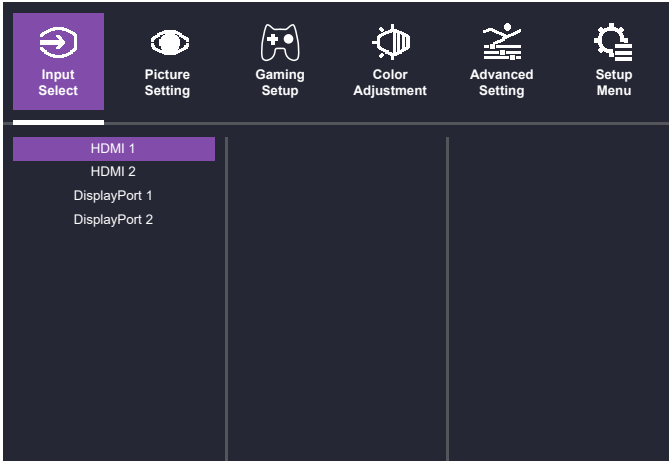 Input
Select
Picture
Setting
Gaming
Setup
Color
Adjustment
Advanced
Setting
Setup
Menu
HDMI 1
HDMI 2
DisplayPort 1
DisplayPort 2